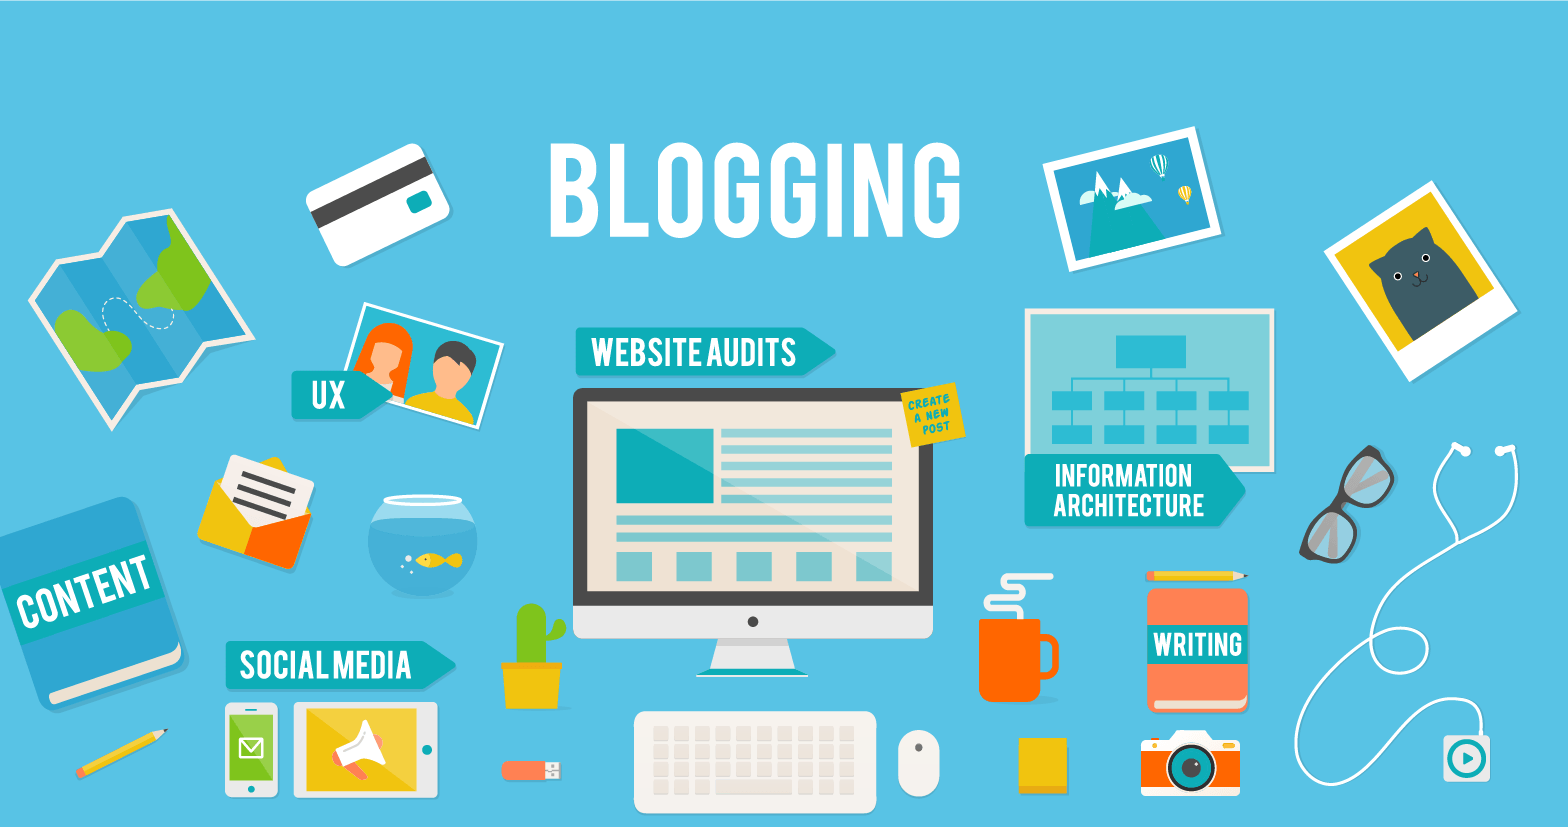 BLOGGING
WEBSITE AUDITS
UX
CREATE
A NEW
POST
INFORMATION
ARCHITECTURE
CONTENT
SOCIAL MEDIA
WRITING